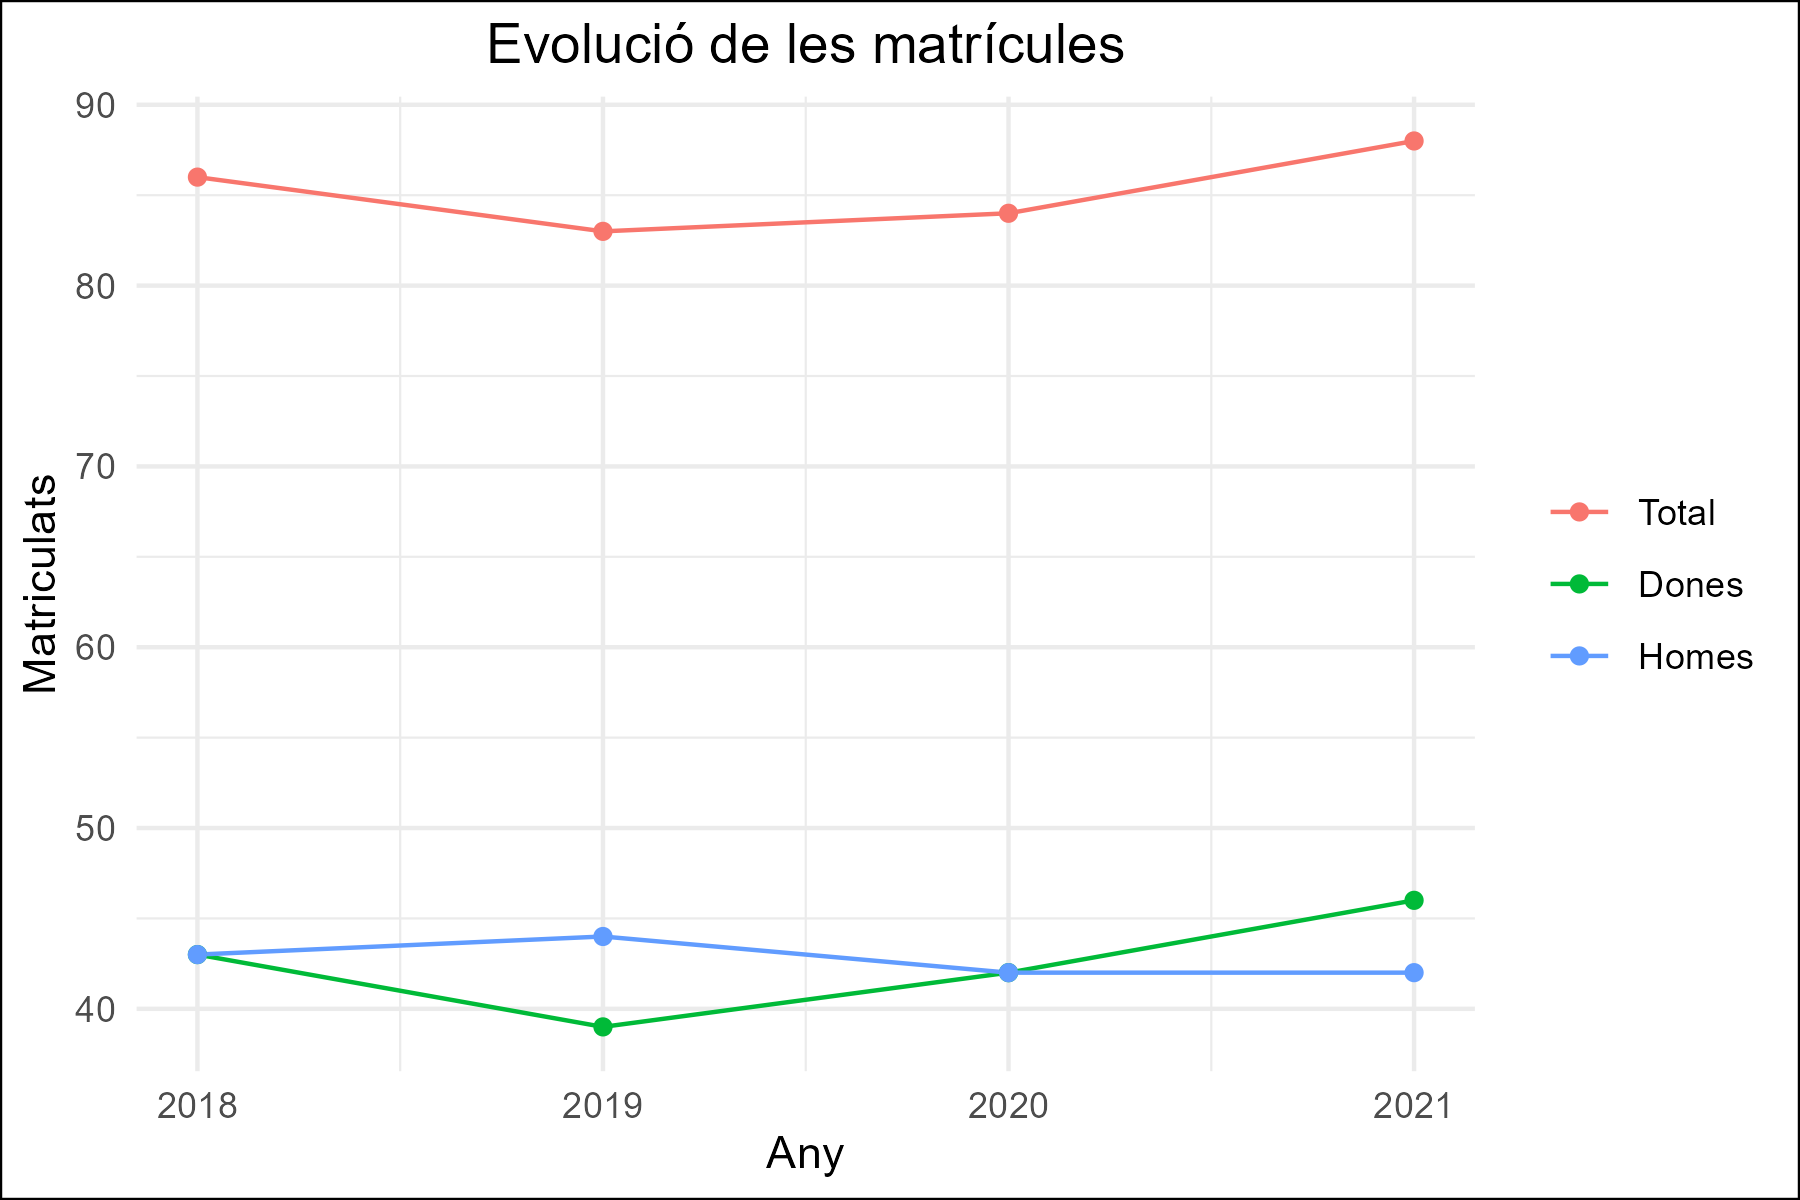 Evolució de les matrícules
90
80
70
60
50
40
Matriculats
2018 2019 2020 2021
Any
Total
Dones
Homes